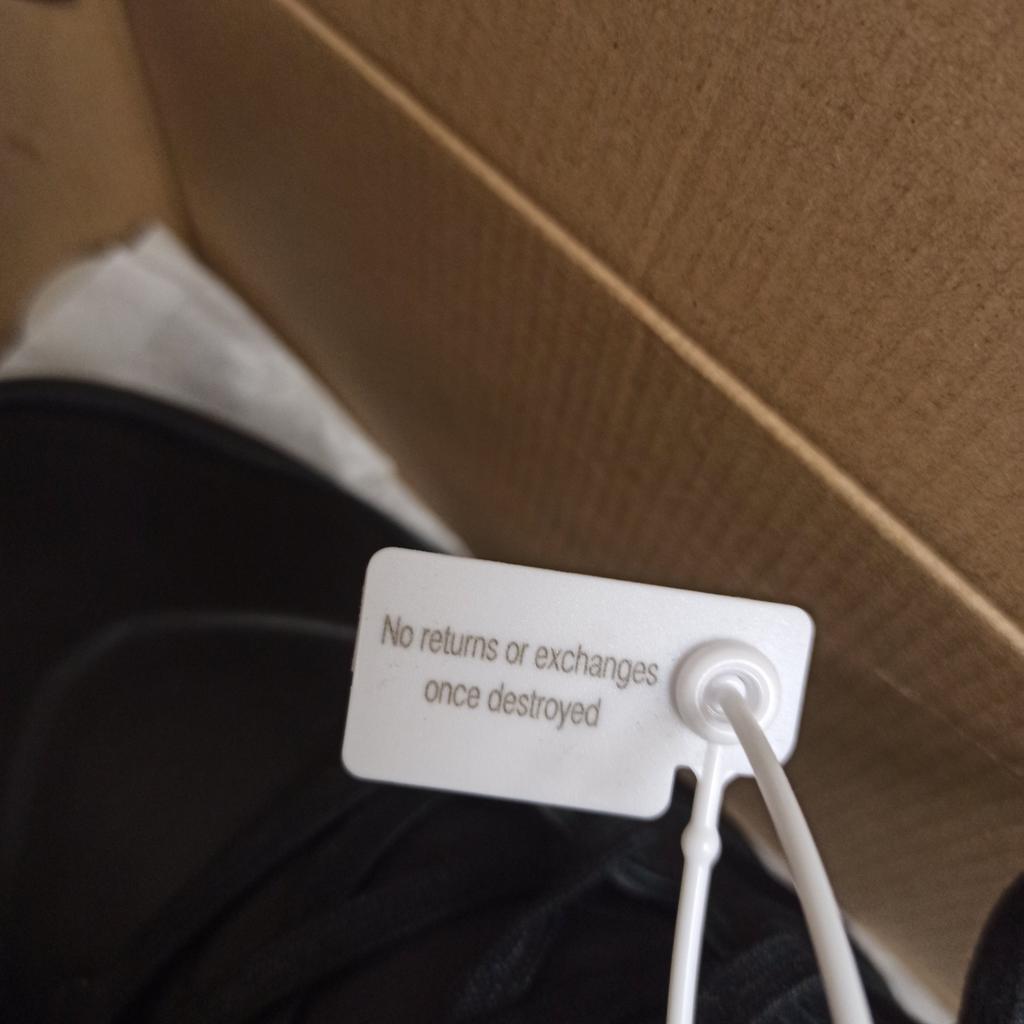 No returns or exchanges
once destroyed